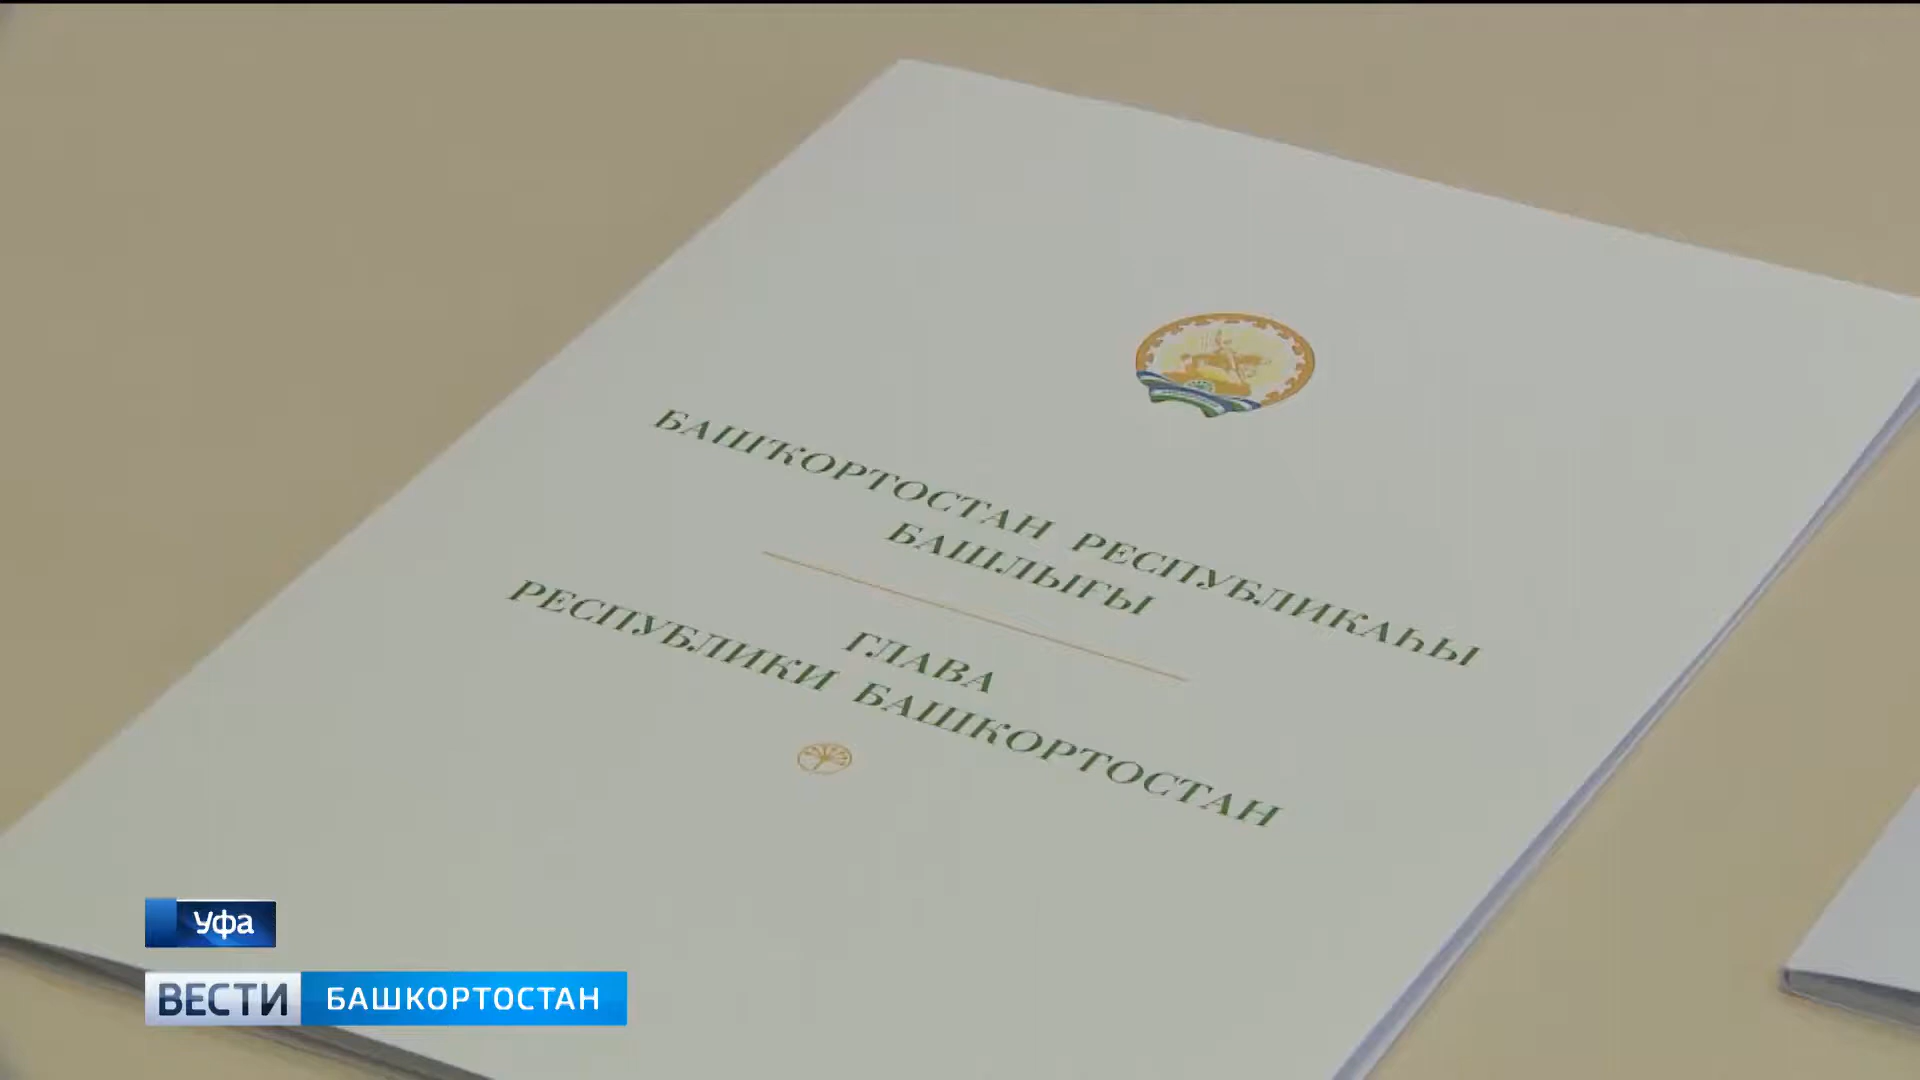 БАШҠОРТОСТАН РЕСПУБЛИКАҺЫ
БАШЛЫҒЫ
ГЛАВА
РЕСПУБЛИКИ БАШКОРТОСТАН
Уфа
ВЕСТИ БАШКОРТОСТАН